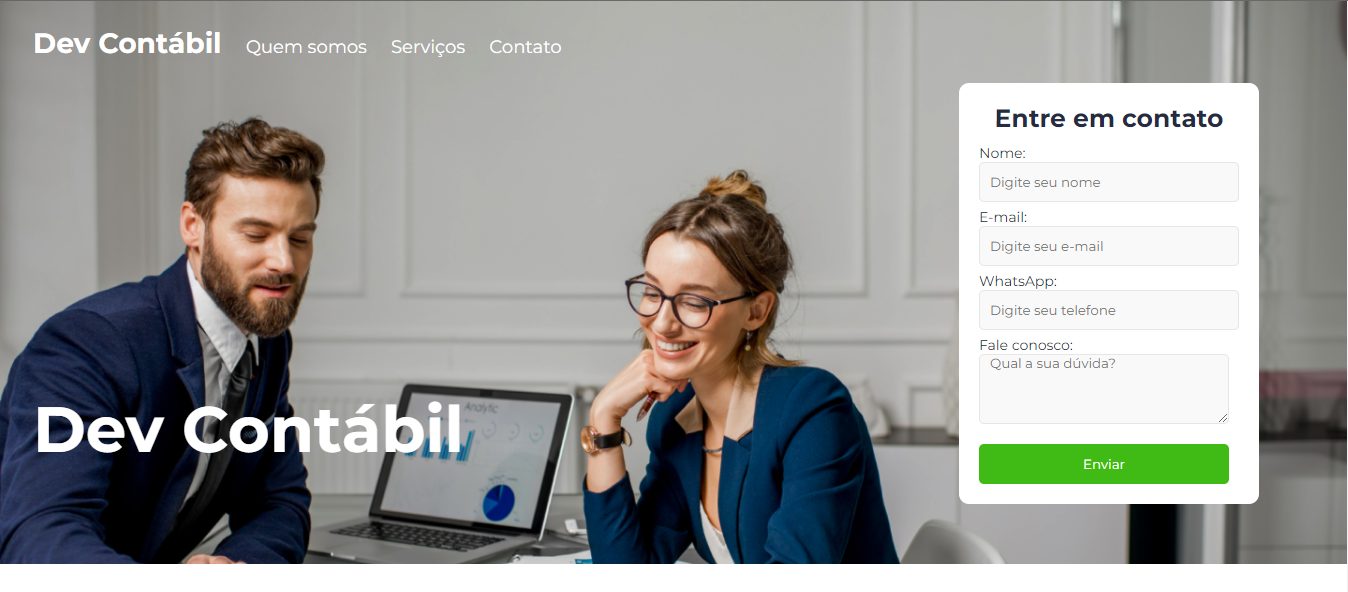 Dev Contábil Quem somos Serviços Contato
Entre em contato
Nome:
Digite seu nome
E-mail:
Digite seu e-mail
WhatsApp:
Digite seu telefone
Fale conosco:
Qual a sua dúvida?
Enviar
Analytic
Dev Contábil